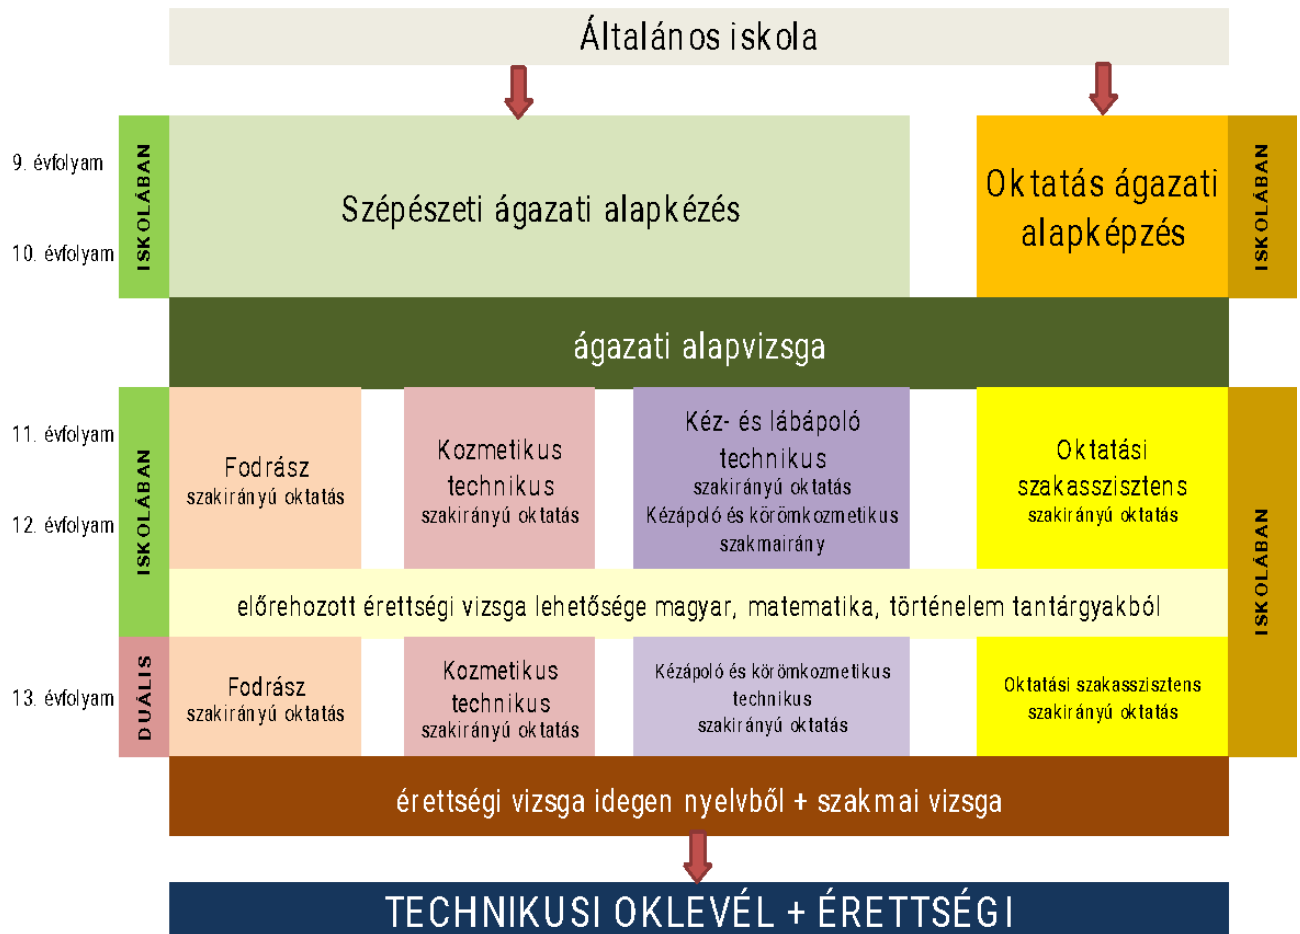 Általános iskola
9. évfolyam
10. évfolyam
ISKOLÁBAN
Szépészeti ágazati alapkézés
Oktatás ágazati
alapképzés
ISKOLÁBAN
ágazati alapvizsga
11. évfolyam
12. évfolyam
ISKOLÁBAN
Fodrász
szakirányú oktatás
Kozmetikus
technikus
szakirányú oktatás
Kéz- és lábápoló
technikus
szakirányú oktatás
Kézápoló és körömkozmetikus
szakmairány
Oktatási
szakasszisztens
szakirányú oktatás
ISKOLÁBAN
előrehozott érettségi vizsga lehetősége magyar, matematika, történelem tantárgyakból
13. évfolyam
DUÁLIS
Fodrász
szakirányú oktatás
Kozmetikus
technikus
szakirányú oktatás
Kézápoló és körömkozmetikus
technikus
szakirányú oktatás
Oktatási szakasszisztens
szakirányú oktatás
érettségi vizsga idegen nyelvből + szakmai vizsga
TECHNIKUSI OKLEVÉL + ÉRETTSÉGI